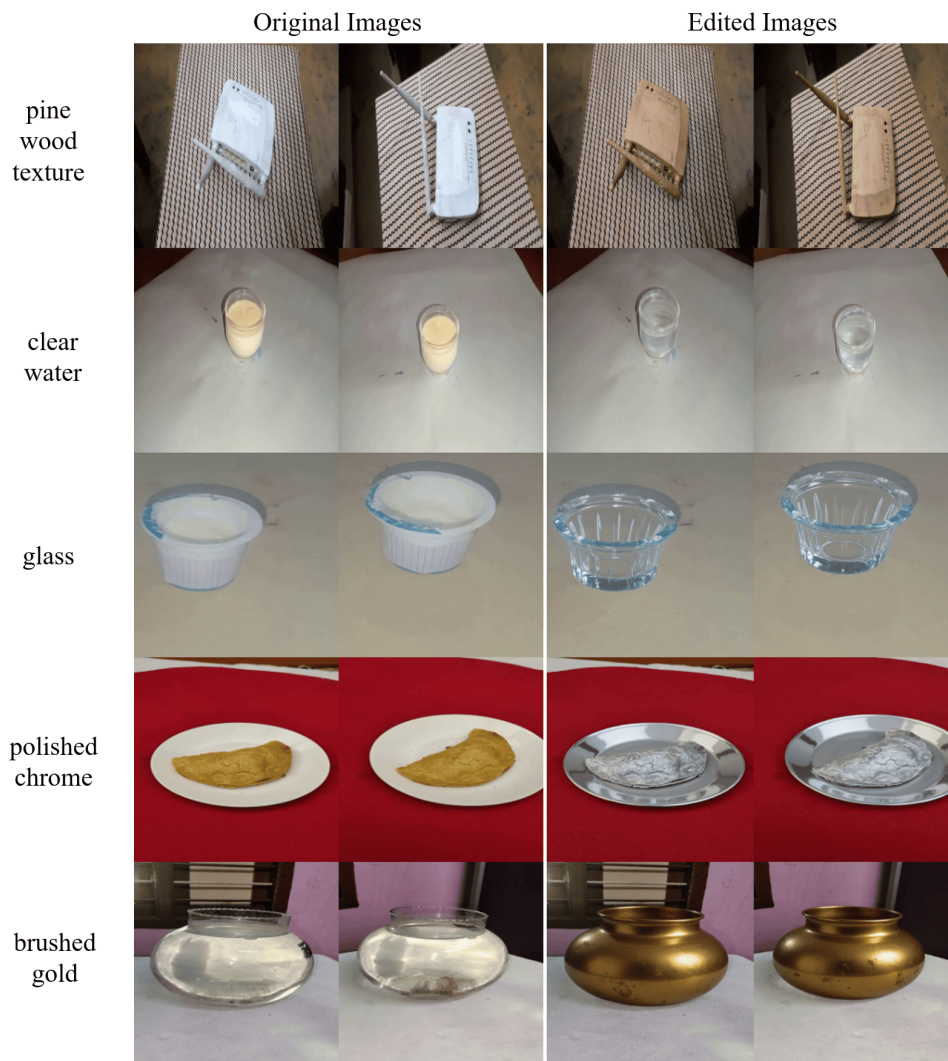 Original Images
Edited Images
pine
wood
texture
clear
water
glass
polished
chrome
brushed
gold